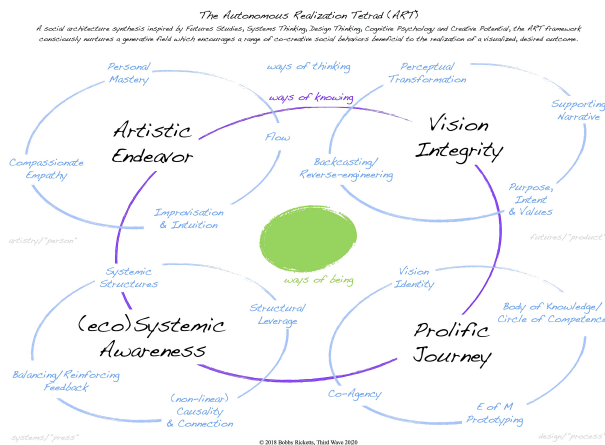 The Autonomous Realization Tetrad (ART)
A social architecture synthesis inspired by Futures Studies, Systems Thinking, Design Thinking, Cognitive Psychology and Creative Potential, the ART framework
consciously nurtures a generative field which encourages a range of co-creative social behaviors beneficial to the realization of a visualized, desired outcome.
Personal
Mastery
ways of thinking
Perceptual
Transformation
ways of knowing
Supporting
Narrative
Artistic
Endeavor
Flow
Vision
Integrity
Compassionate
Empathy
Backcasting/
Reverse-engineering
Purpose,
Intent
& Values
Improvisation
& Intuition
artistry/"person"
futures/"product"
Systemic
Structures
ways of being
Vision
Identity
Structural
Leverage
Body of Knowledge/
Circle of Competence
(eco)Systemic
Awareness
Prolific
Journey
Balancing/Reinforcing
Feedback
(non-linear)
Causality
& Connection
Co-Agency
E of M
Prototyping
systems/"press"
design/"process"
© 2018 Bobby Ricketts, Third Wave 2020